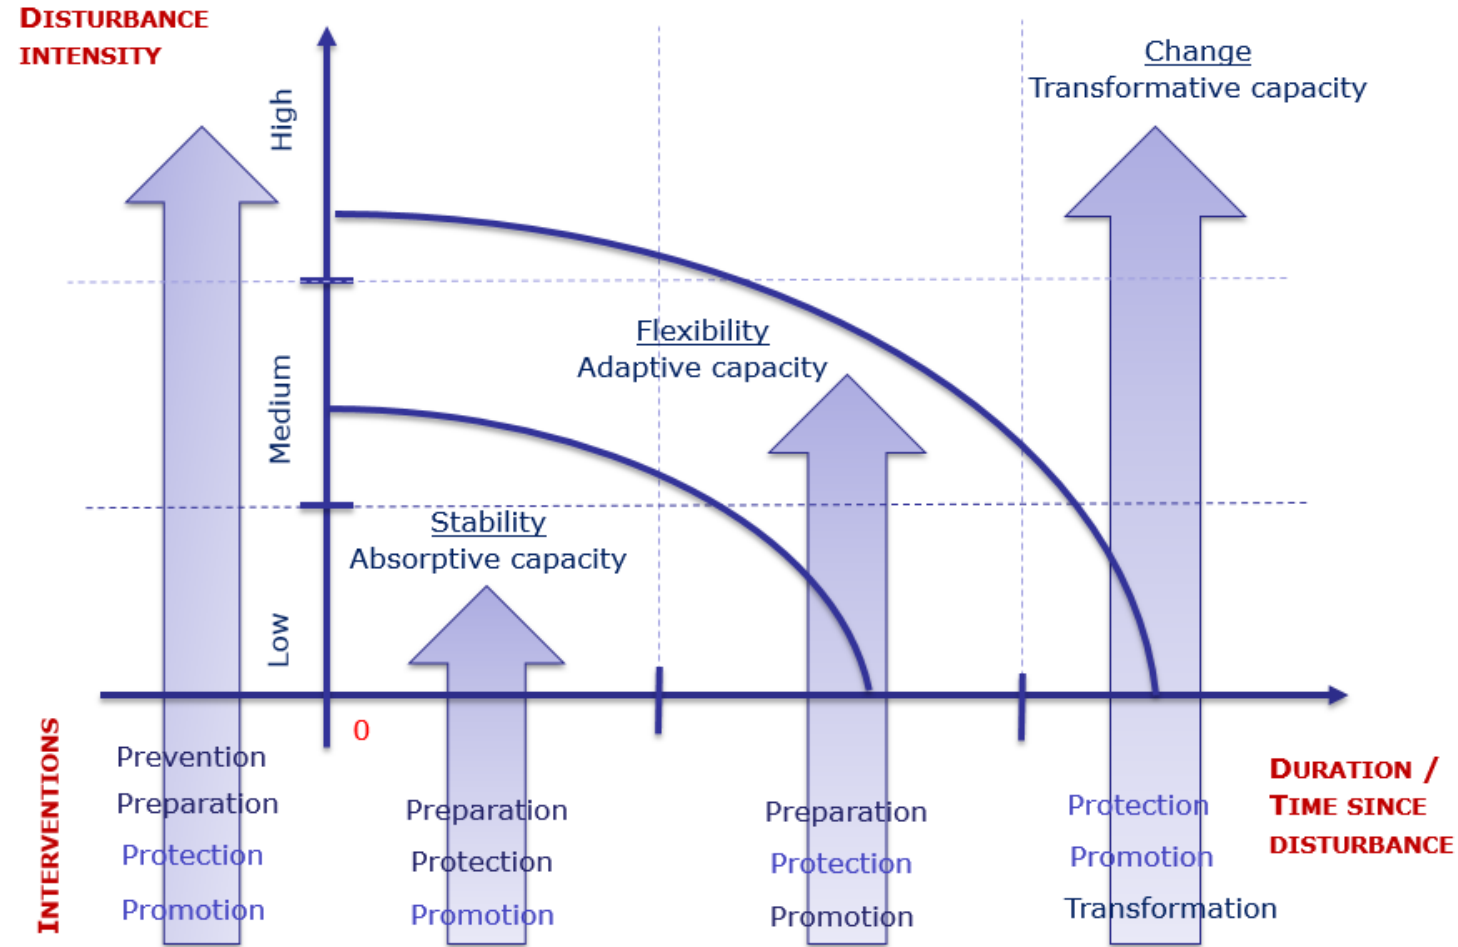 DISTURBANCE
INTENSITY
High
Medium
Low
Change
Transformative capacity
Flexibility
Adaptive capacity
Stability
Absorptive capacity
0
INTERVENTIONS
Prevention
Preparation
Protection
Promotion
Preparation
Protection
Promotion
Preparation
Protection
Promotion
Protection
Promotion
Transformation
DURATION /
TIME SINCE
DISTURBANCE